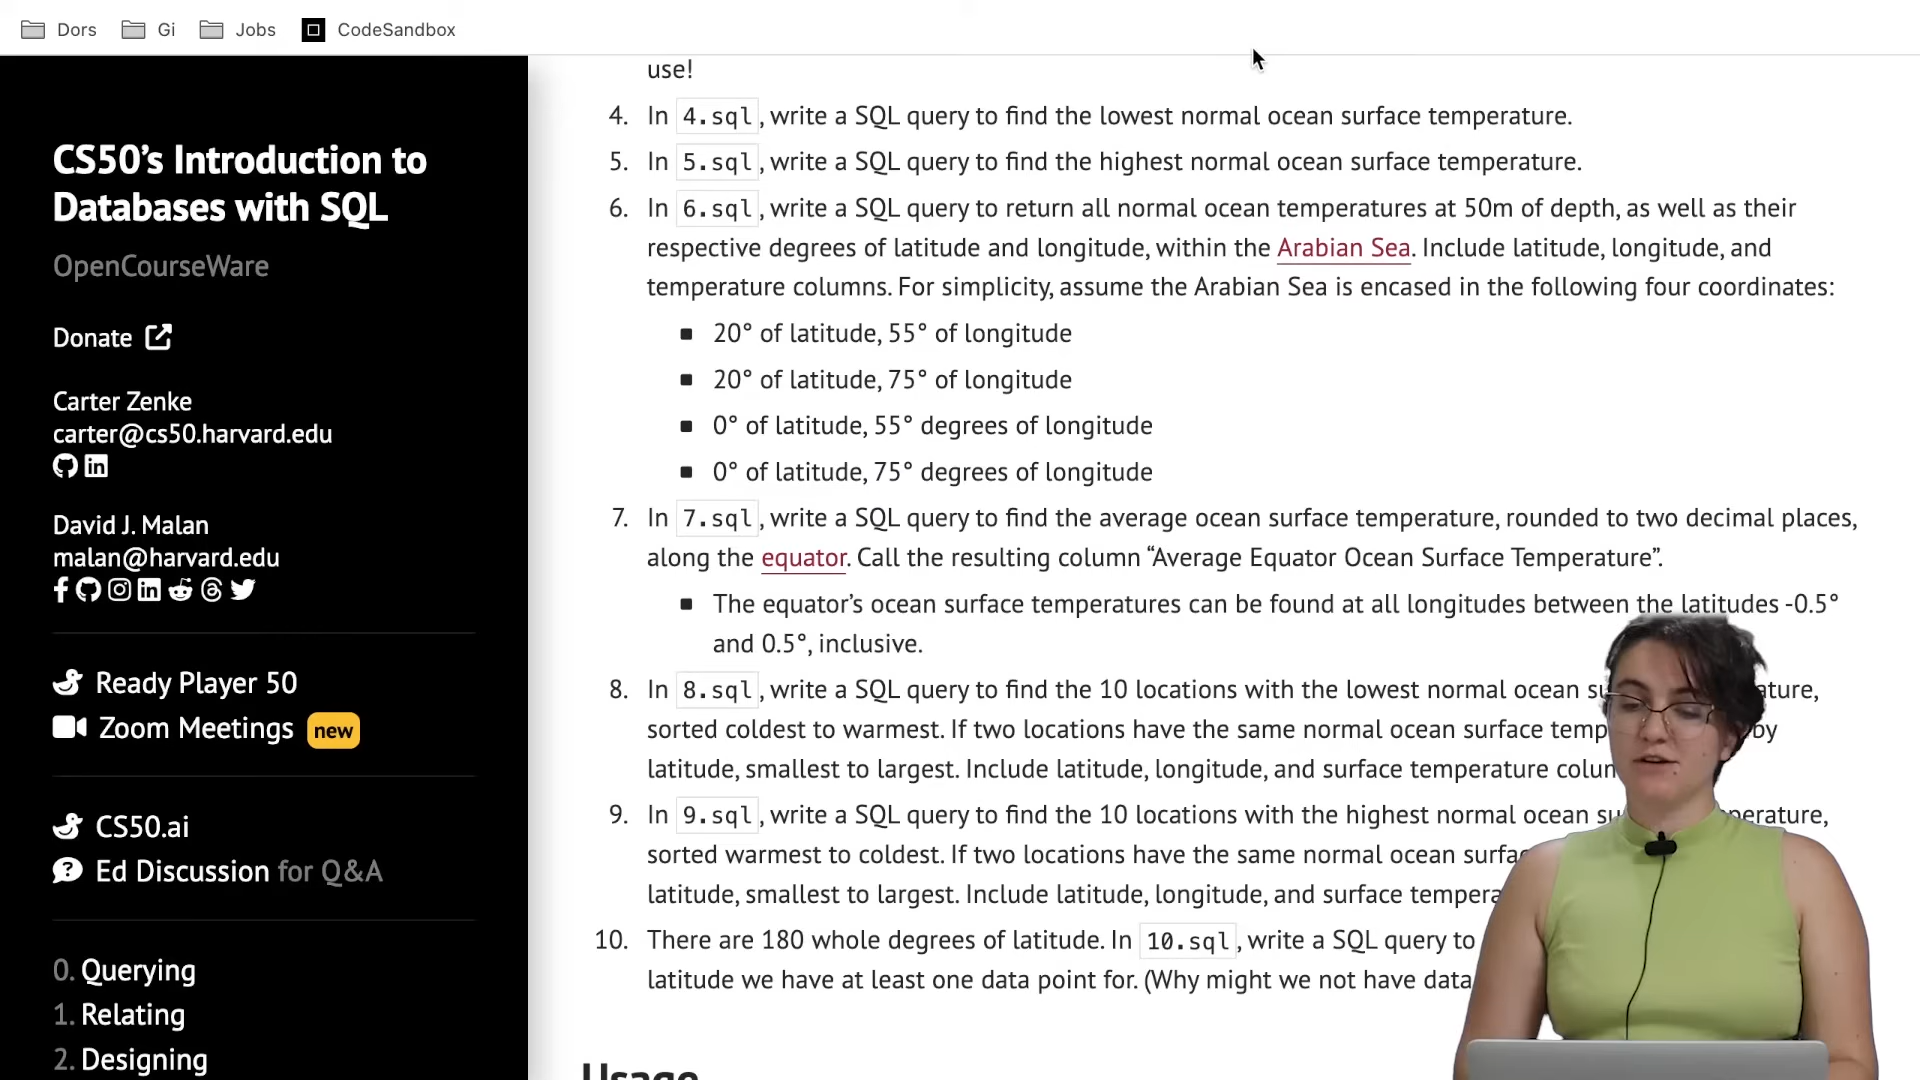 Dors
Gi
Jobs
CodeSandbox
CS50's Introduction to
Databases with SQL
OpenCourseWare
Donate
Carter Zenke
carter@cs50.harvard.edu
David J. Malan
malan@harvard.edu
Ready Player 50
Zoom Meetings new
CS50.ai
Ed Discussion for Q&A
0. Querying
1. Relating
2. Designing
use!
4. In 4.sql, write a SQL query to find the lowest normal ocean surface temperature.
5. In 5.sql, write a SQL query to find the highest normal ocean surface temperature.
6. In 6.sql, write a SQL query to return all normal ocean temperatures at 50m of depth, as well as their
respective degrees of latitude and longitude, within the Arabian Sea. Include latitude, longitude, and
temperature columns. For simplicity, assume the Arabian Sea is encased in the following four coordinates:
20° of latitude, 55° of longitude
20° of latitude, 75° of longitude
0° of latitude, 55° degrees of longitude
0° of latitude, 75° degrees of longitude
7. In 7.sql, write a SQL query to find the average ocean surface temperature, rounded to two decimal places,
along the equator. Call the resulting column “Average Equator Ocean Surface Temperature”.
The equator's ocean surface temperatures can be found at all longitudes between the latitudes -0.5°
and 0.5°, inclusive.
8. In 8.sql, write a SQL query to find the 10 locations with the lowest normal ocean
sorted coldest to warmest. If two locations have the same normal ocean surface by
latitude, smallest to largest. Include latitude, longitude, and surface temperature
9. In 9.sql, write a SQL query to find the 10 locations with the highest normal ocean
sorted warmest to coldest. If two locations have the same normal ocean
latitude, smallest to largest. Include latitude, longitude, and surface
10. There are 180 whole degrees of latitude. In 10.sql, write a SQL query to
latitude we have at least one data point for. (Why might we not have data
Usage